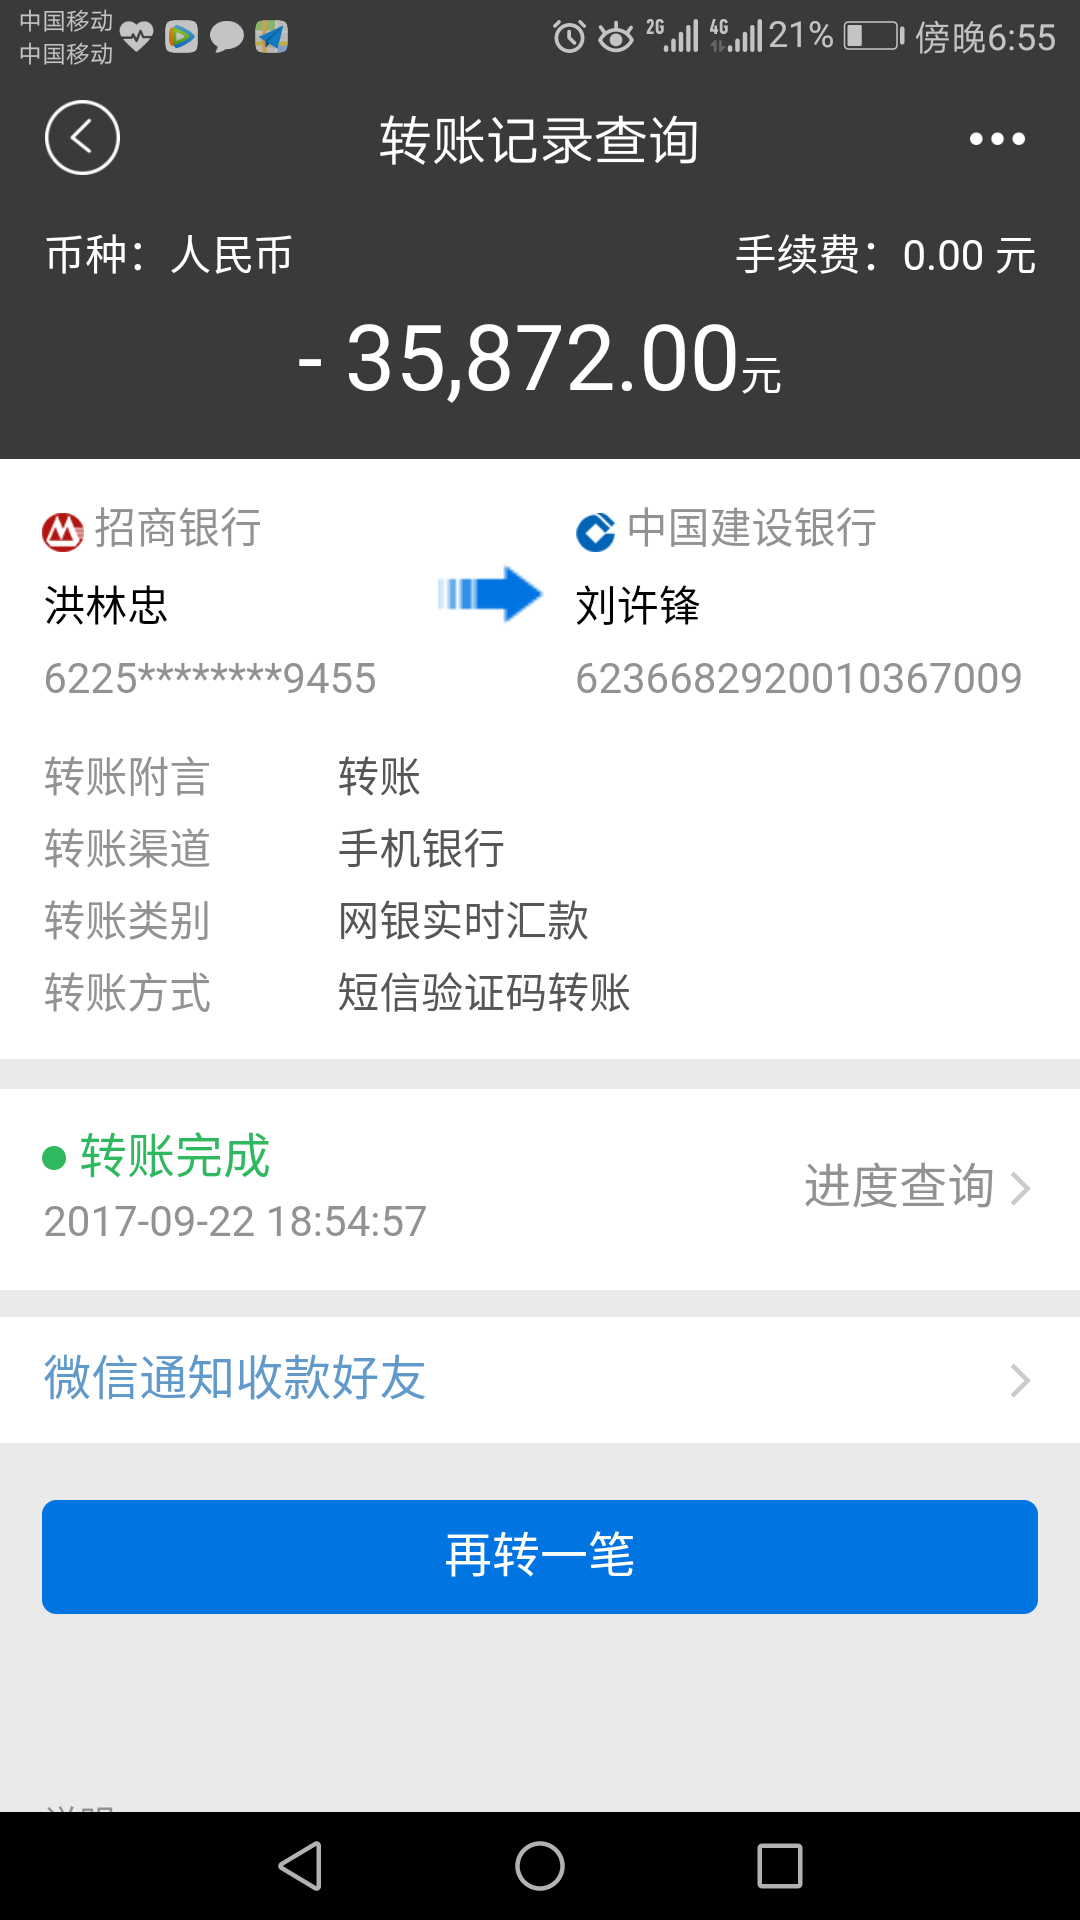 中国移动
中国移动
2G 4G 21% 傍晚6:55
转账记录查询
币种：人民币 手续费：0.00 元
- 35,872.00元
招商银行 中国建设银行
洪林忠 刘许锋
6225********9455 6236682920010367009
转账附言 转账
转账渠道 手机银行
转账类别 网银实时汇款
转账方式 短信验证码转账
转账完成
进度查询
2017-09-22 18:54:57
微信通知收款好友
再转一笔